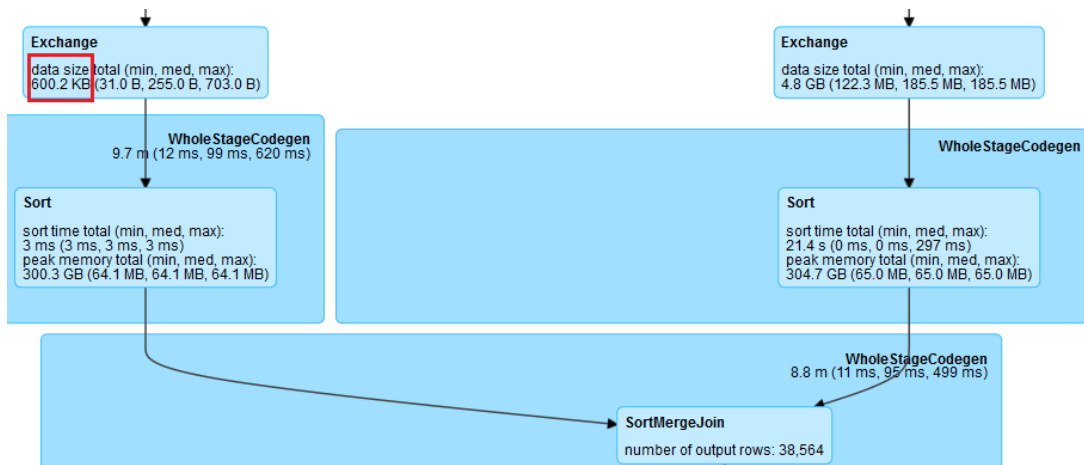 Exchange
data size total (min, med, max):
600.2 KB (31.0 B, 255.0 B, 703.0 B)
Exchange
data size total (min, med, max):
4.8 GB (122.3 MB, 185.5 MB, 185.5 MB)
WholeStageCodegen
9.7 m (12 ms, 99 ms, 620 ms)
WholeStageCodegen
Sort
sort time total (min, med, max):
3 ms (3 ms, 3 ms, 3 ms)
peak memory total (min, med, max):
300.3 GB (64.1 MB, 64.1 MB, 64.1 MB)
Sort
sort time total (min, med, max):
21.4 s (0 ms, 0 ms, 297 ms)
peak memory total (min, med, max):
304.7 GB (65.0 MB, 65.0 MB, 65.0 MB)
WholeStageCodegen
8.8 m (11 ms, 95 ms, 499 ms)
SortMergeJoin
number of output rows: 38,564